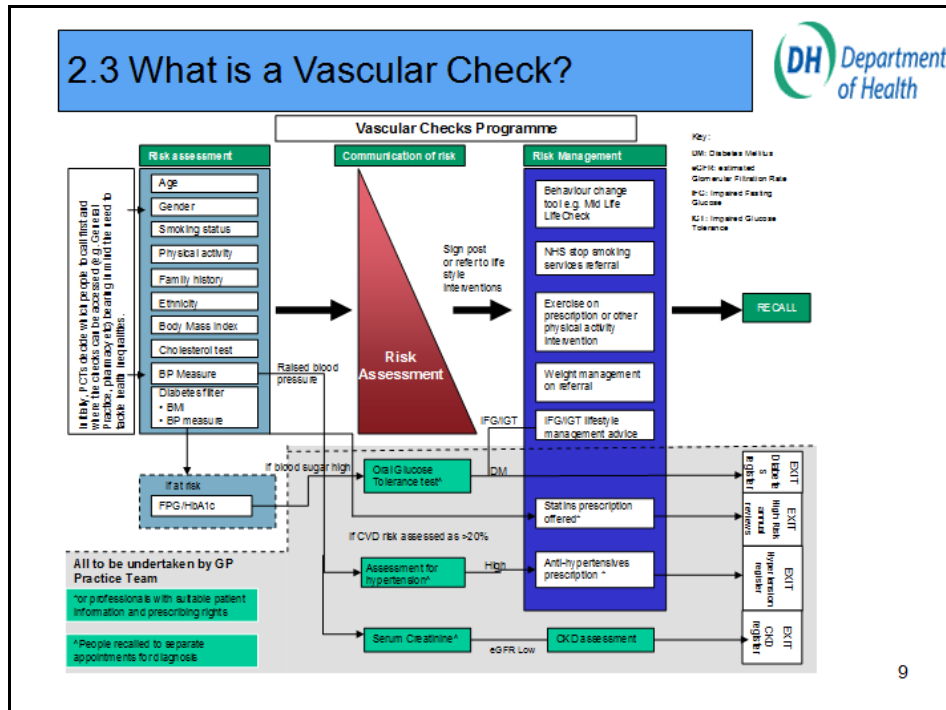 2.3 What is a Vascular Check?
DH Department
of Health
Vascular Checks Programme
Key:
DM: Diabetes Mellitus
eGFR: estimated
Glomerular Filtration Rate
IFG: Impaired Fasting
Glucose
IGT: Impaired Glucose
Tolerance
Initially, PCTs decide which people to call first and
where the checks can be accessed (e.g. General
Practice, pharmacy etc) bearing in mind the need to
tackle health inequalities.
Risk assessment
Age
Gender
Smoking status
Physical activity
Family history
Ethnicity
Body Mass Index
Cholesterol test
BP Measure
Diabetes filter
• BMI
• BP measure
If at risk
FPG/HbA1c
Communication of risk
Risk
Assessment
Raised blood
pressure
Sign post
or refer to life
style
interventions
Risk Management
Behaviour change
tool e.g. Mid Life
LifeCheck
NHS stop smoking
services referral
Exercise on
prescription or other
physical activity
intervention
Weight management
on referral
IFG/IGT lifestyle
management advice
RECALL
IFG/IGT
If blood sugar high
Oral Glucose
Tolerance test^
DM
EXIT
Diabete
s
register
Statins prescription
offered*
EXIT
High Risk
annual
reviews
If CVD risk assessed as >20%
Assessment for
hypertension^
High
Anti-hypertensives
prescription *
EXIT
Hypertension
register
Serum Creatinine^
eGFR Low
CKD assessment
EXIT
CKD
register
All to be undertaken by GP
Practice Team
*or professionals with suitable patient
information and prescribing rights
^People recalled to separate
appointments for diagnosis
9